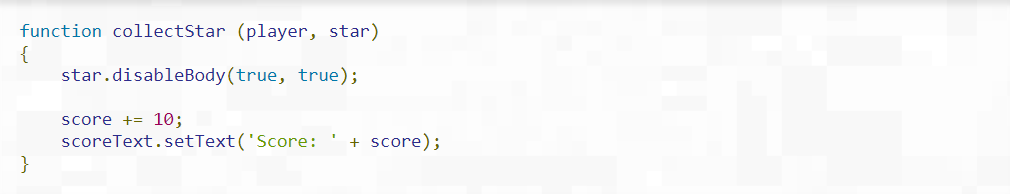 function collectStar (player, star)
{
    star.disableBody(true, true);

    score += 10;
    scoreText.setText('Score: ' + score);
}